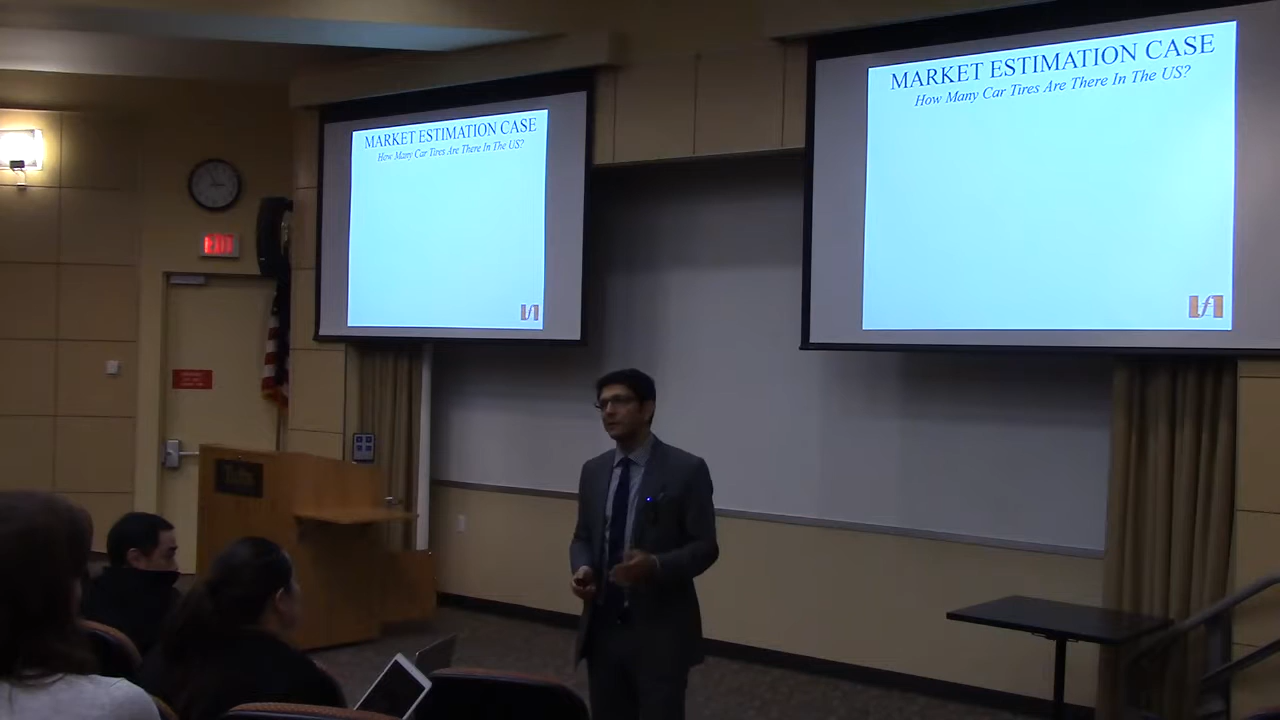 MARKET ESTIMATION CASE
How Many Car Tires Are There In The US?
MARKET ESTIMATION CASE
How Many Car Tires Are There In The US?
EXIT
Tufts